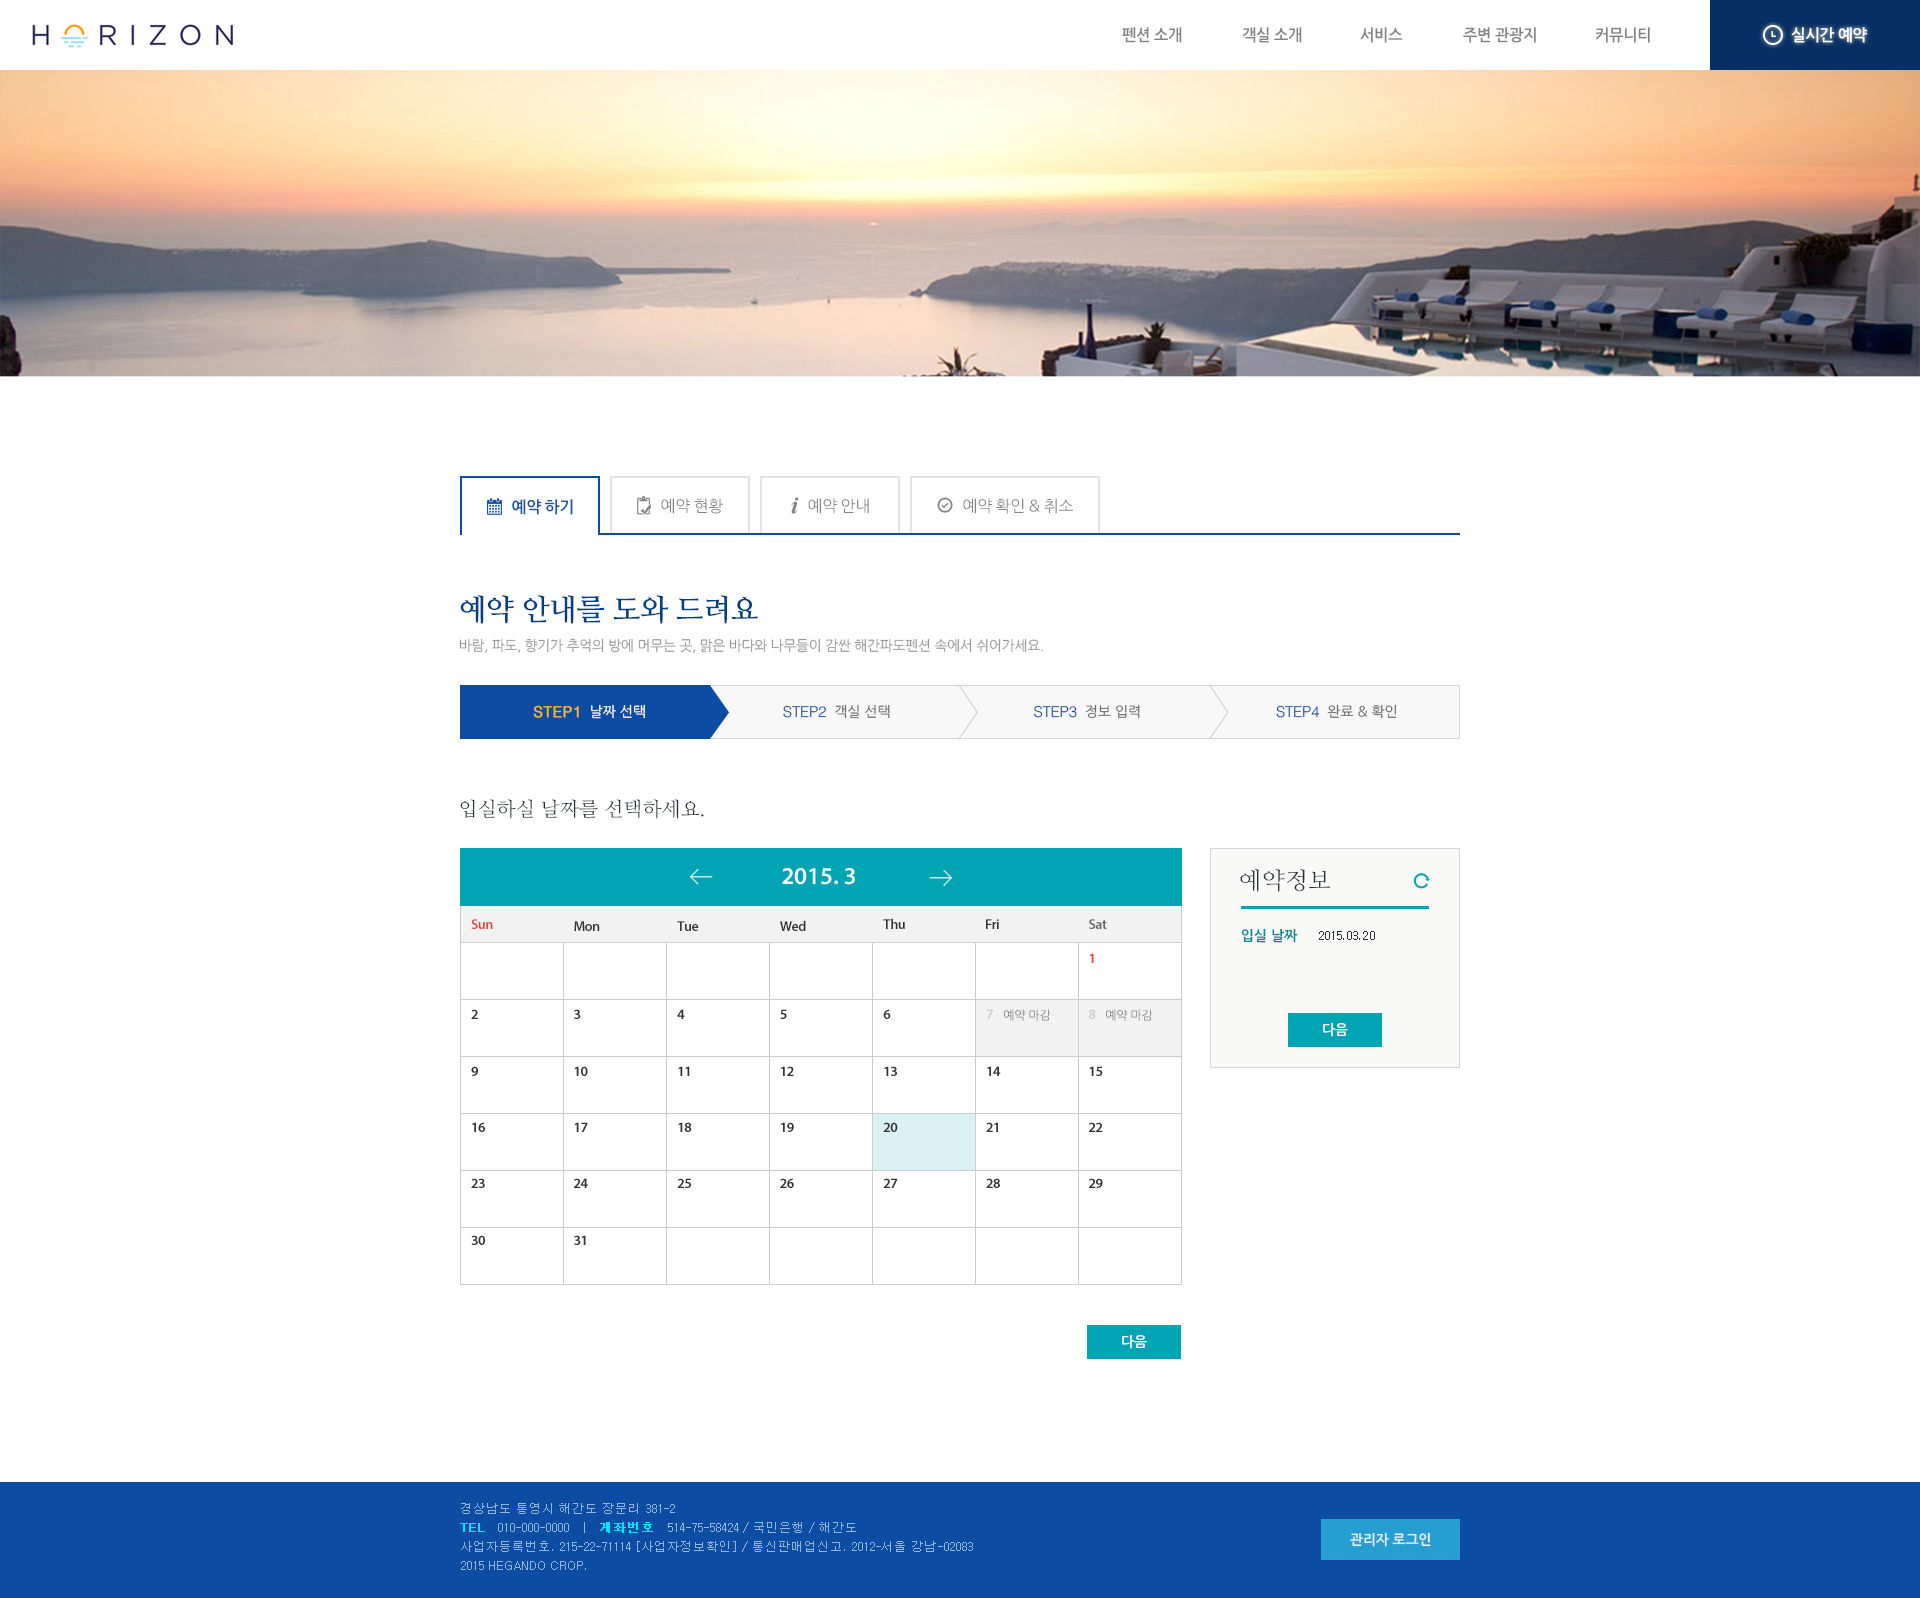 HORIZON
펜션 소개
객실 소개
서비스
주변 관광지
커뮤니티
실시간 예약
예약 하기
예약 현황
예약 안내
예약 확인 & 취소
예약 안내를 도와 드려요
바람, 파도, 향기가 추억의 방에 머무는 곳, 맑은 바다와 나무들이 감싼 해간파도펜션 속에서 쉬어가세요.
STEP1 날짜 선택
STEP2 객실 선택
STEP3 정보 입력
STEP4 완료 & 확인
입실하실 날짜를 선택하세요.
2015. 3
Sun Mon Tue Wed Thu Fri Sat
1
2 3 4 5 6 7 예약 마감 8 예약 마감
9 10 11 12 13 14 15
16 17 18 19 20 21 22
23 24 25 26 27 28 29
30 31
다음
예약정보
입실 날짜 2015.03.20
다음
경상남도 통영시 해간도 장문리 381-2
TEL 010-000-0000 | 계좌번호 514-75-58424 / 국민은행 / 해간도
사업자등록번호. 215-22-71114 [사업자정보확인] / 통신판매업신고. 2012-서울 강남-02083
2015 HEGANDO CROP.
관리자 로그인